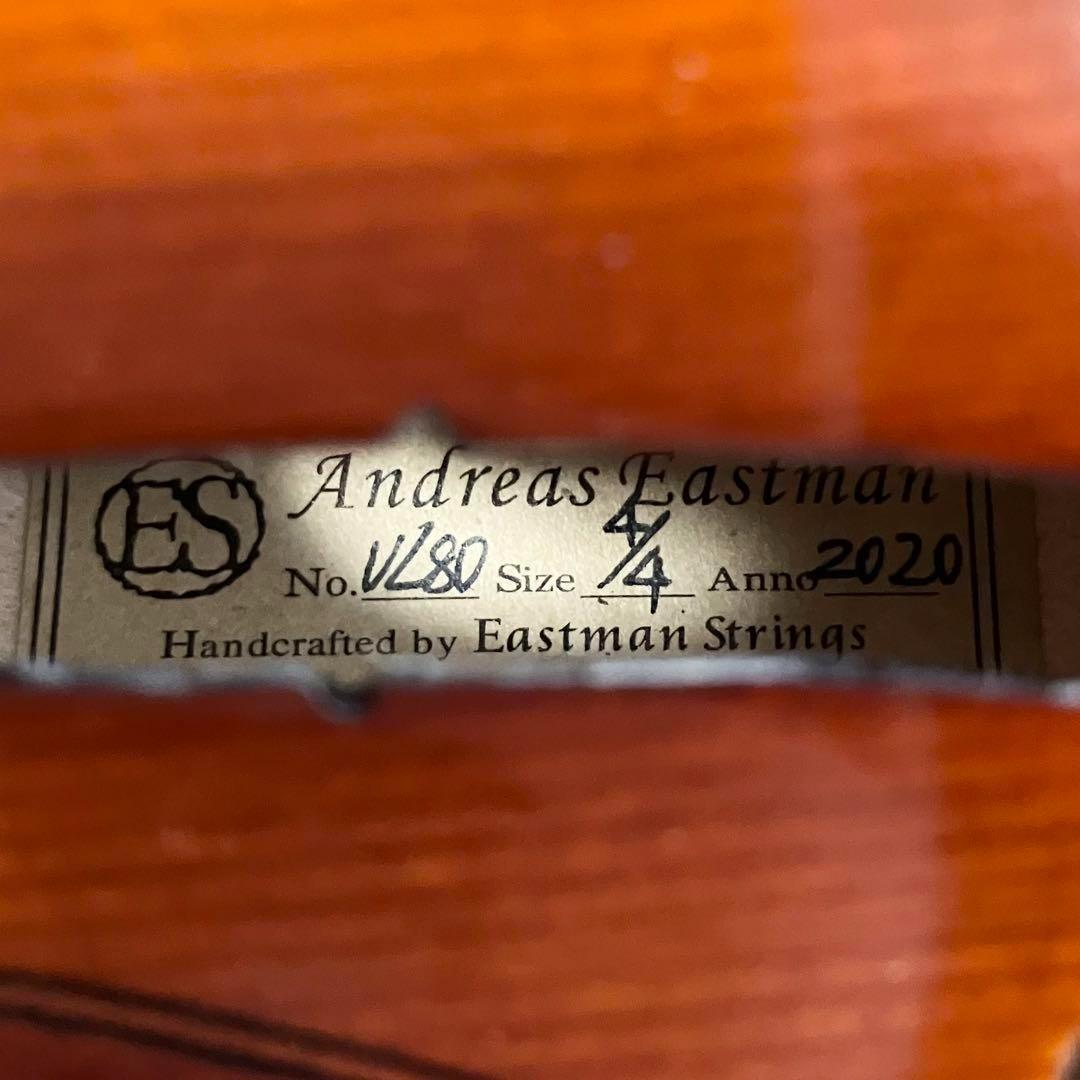 ES
Andreas Eastman
No. VL80 Size 4/4 Anno 2020
Handcrafted by Eastman Strings